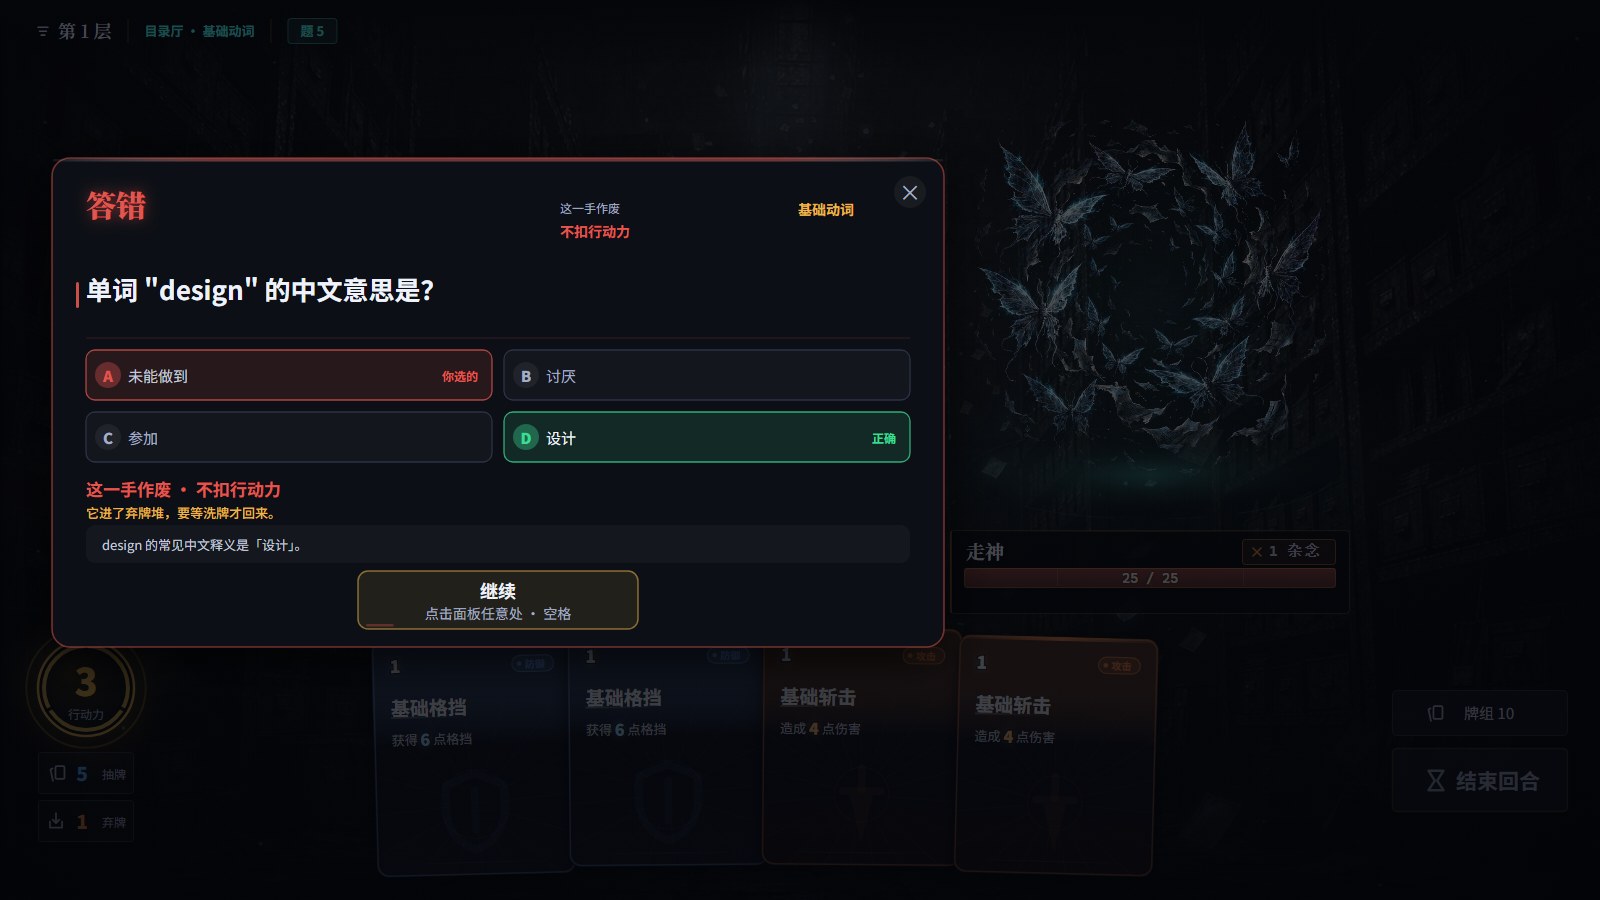 第1层
目录厅・基础动词
题 5
答错
这一手作废
不扣行动力
基础动词
单词 "design" 的中文意思是？
A 未能做到 你选的
B 讨厌
C 参加
D 设计 正确
这一手作废・不扣行动力
它进了弃牌堆，要等洗牌才回来。
design 的常见中文释义是「设计」。
继续
点击面板任意处・空格
走神
1 杂念
25 / 25
3
行动力
5 抽牌
1 弃牌
1 防御
基础格挡
获得 6 点格挡
1 防御
基础格挡
获得 6 点格挡
1 攻击
基础斩击
造成 4 点伤害
1 攻击
基础斩击
造成 4 点伤害
牌组 10
结束回合